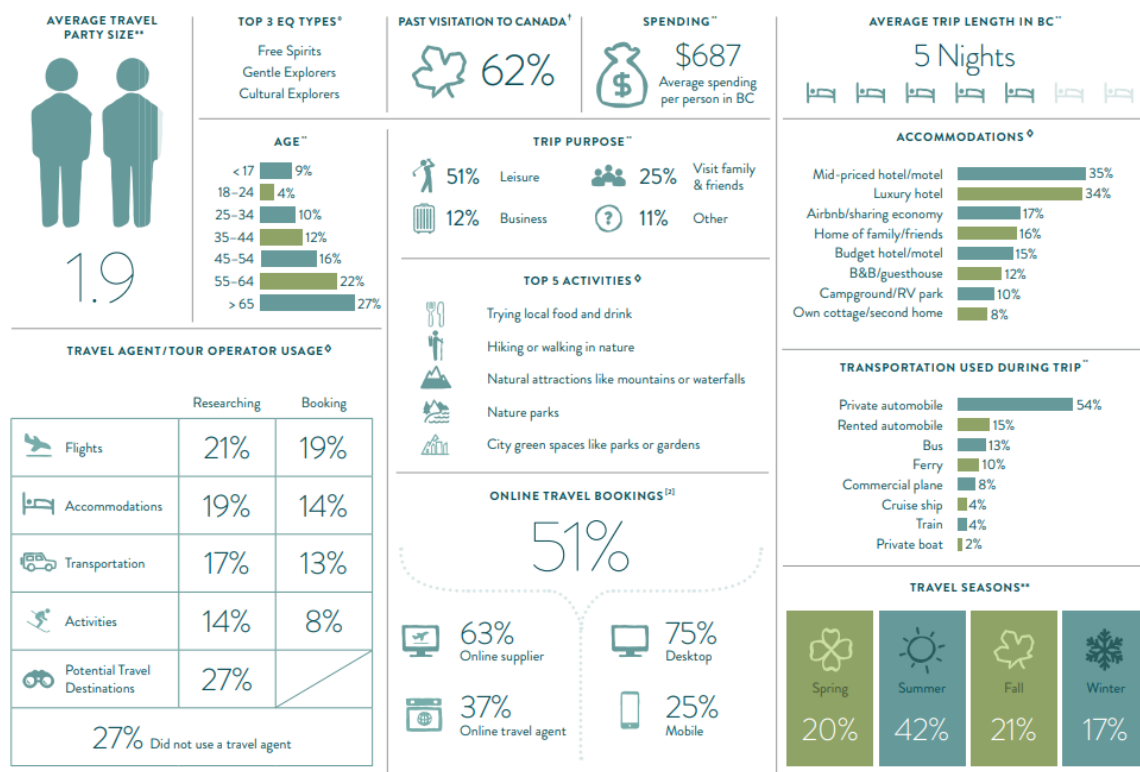 AVERAGE TRAVEL
PARTY SIZE**
1.9
TOP 3 EQ TYPES°
Free Spirits
Gentle Explorers
Cultural Explorers
PAST VISITATION TO CANADA†
62%
SPENDING**
$687
Average spending
per person in BC
AVERAGE TRIP LENGTH IN BC**
5 Nights
AGE**
<17 9%
18–24 4%
25–34 10%
35–44 12%
45–54 16%
55–64 22%
> 65 27%
TRIP PURPOSE**
51% Leisure
25% Visit family
& friends
12% Business
? 11% Other
TOP 5 ACTIVITIES◊
Trying local food and drink
Hiking or walking in nature
Natural attractions like mountains or waterfalls
Nature parks
City green spaces like parks or gardens
ACCOMMODATIONS◊
Mid-priced hotel/motel 35%
Luxury hotel 34%
Airbnb/sharing economy 17%
Home of family/friends 16%
Budget hotel/motel 15%
B&B/guesthouse 12%
Campground/RV park 10%
Own cottage/second home 8%
TRAVEL AGENT/TOUR OPERATOR USAGE◊
Researching Booking
Flights 21% 19%
Accommodations 19% 14%
Transportation 17% 13%
Activities 14% 8%
Potential Travel
Destinations 27%
27% Did not use a travel agent
ONLINE TRAVEL BOOKINGS[2]
51%
63%
Online supplier
75%
Desktop
37%
Online travel agent
25%
Mobile
TRANSPORTATION USED DURING TRIP**
Private automobile 54%
Rented automobile 15%
Bus 13%
Ferry 10%
Commercial plane 8%
Cruise ship 4%
Train 4%
Private boat 2%
TRAVEL SEASONS**
Spring
20%
Summer
42%
Fall
21%
Winter
17%